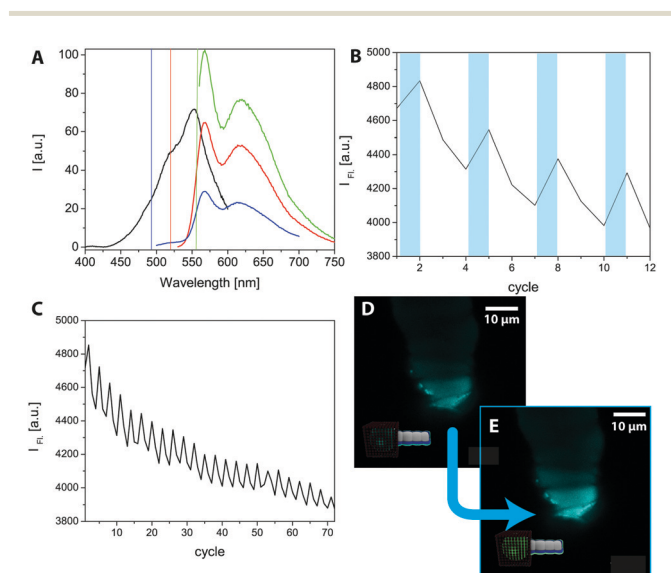 A
I [a.u.]
100
80
60
40
20
0
400 450 500 550 600 650 700 750
Wavelength [nm]
B
I FL. [a.u.]
5000
4800
4600
4400
4200
4000
3800
2 4 6 8 10 12
cycle
C
I FL. [a.u.]
5000
4800
4600
4400
4200
4000
3800
10 20 30 40 50 60 70
cycle
D
10 µm
E
10 µm